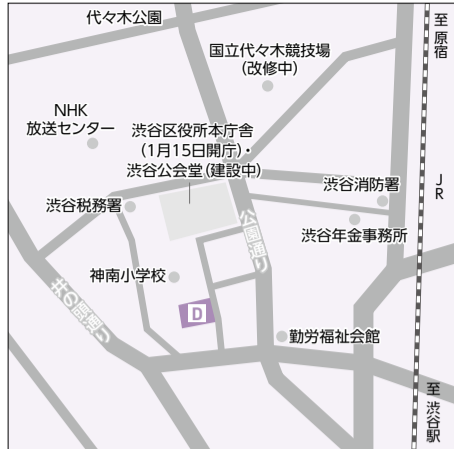 代々木公園
国立代々木競技場
(改修中)
至 原宿
NHK
放送センター
渋谷区役所本庁舎
(1月15日開庁)・
渋谷公会堂(建設中)
渋谷消防署
JR
渋谷税務署
渋谷年金事務所
公園通り
神南小学校
井の頭通り
D
勤労福祉会館
至 渋谷駅